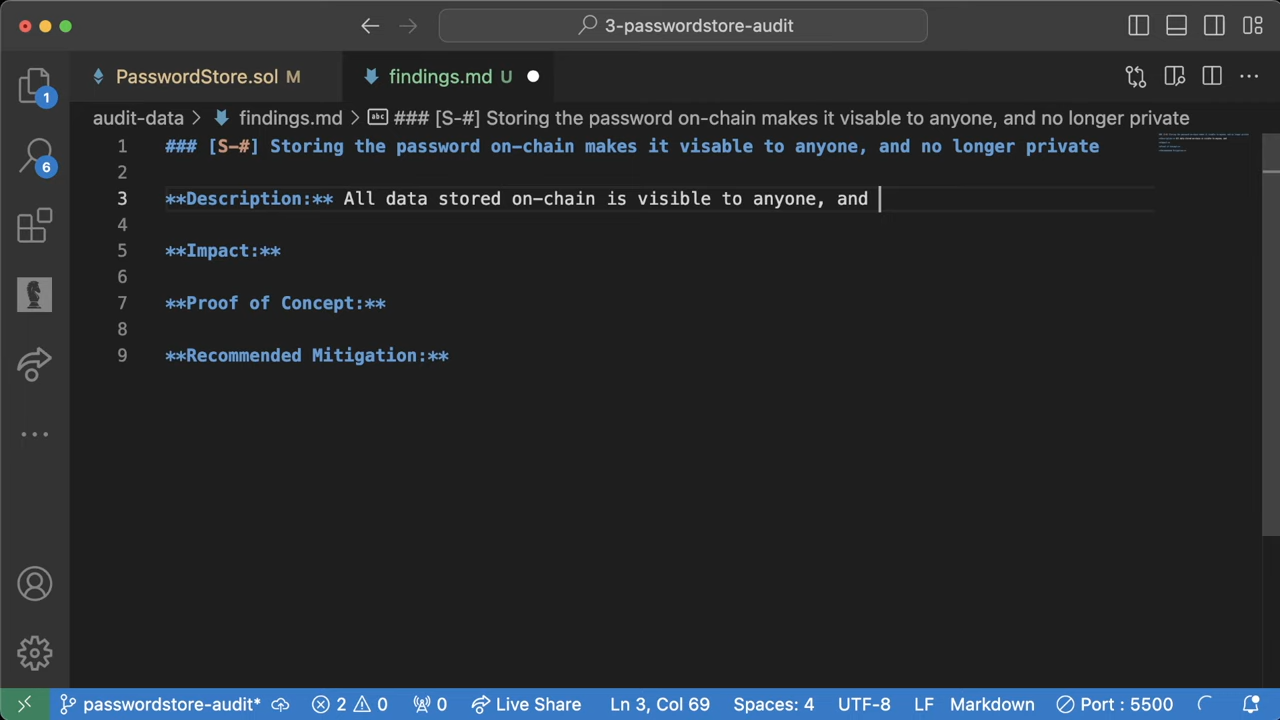 3-passwordstore-audit
PasswordStore.sol M
findings.md U
audit-data > findings.md > ### [S-#] Storing the password on-chain makes it visable to anyone, and no longer private
1 ### [S-#] Storing the password on-chain makes it visable to anyone, and no longer private
2
3 **Description:** All data stored on-chain is visible to anyone, and
4
5 **Impact:**
6
7 **Proof of Concept:**
8
9 **Recommended Mitigation:**
1
6
passwordstore-audit* 2 0 0 Live Share Ln 3, Col 69 Spaces: 4 UTF-8 LF Markdown Port : 5500